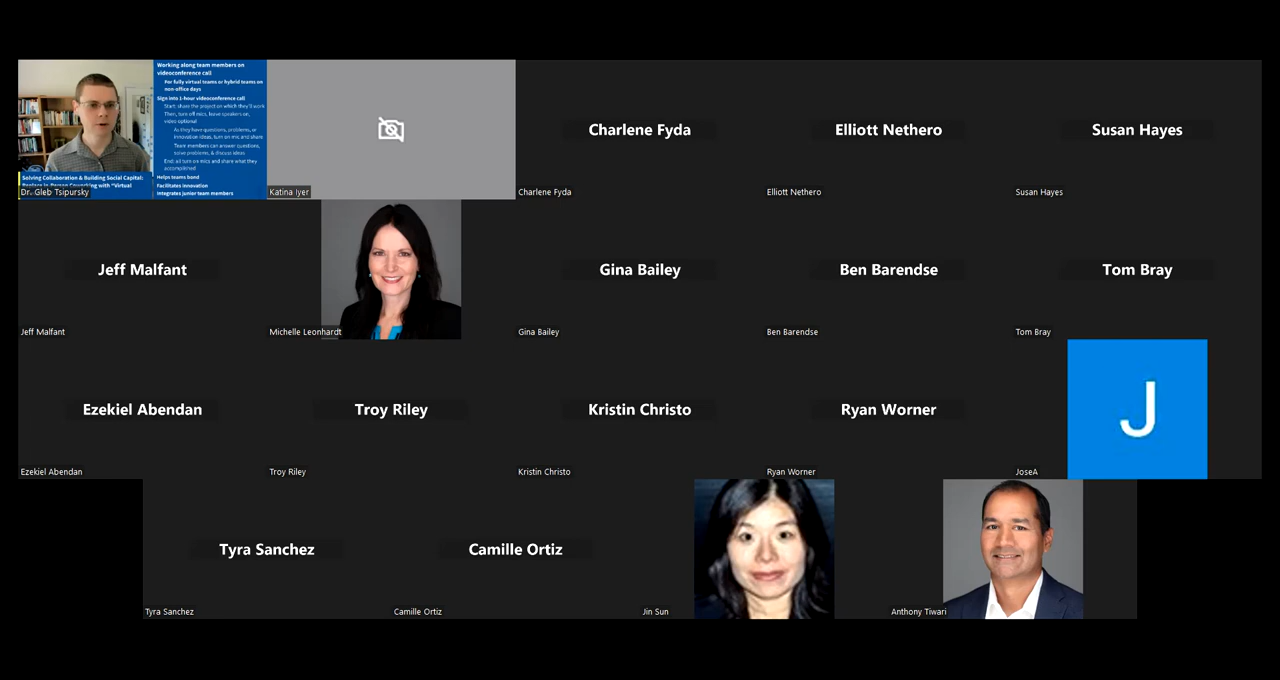 Working along team members on
videoconference call
For fully virtual teams or hybrid teams on
non-office days
Sign into 1-hour videoconference call
Start: share the project on which they'll work
Then, turn off mics, leave speakers on,
video optional
As they have questions, problems, or
innovation ideas, turn on mic and share
Team members can answer questions,
solve problems, & discuss ideas
End: all turn on mics and share what they
accomplished
Helps teams bond
Facilitates innovation
Integrates junior team members
Solving Collaboration & Building Social Capital:
Replace In-Person Coworking with "Virtual
Dr. Gleb Tsipursky
Katina Iyer
Charlene Fyda
Charlene Fyda
Elliott Nethero
Elliott Nethero
Susan Hayes
Susan Hayes
Jeff Malfant
Jeff Malfant
Michelle Leonhardt
Gina Bailey
Gina Bailey
Ben Barendse
Ben Barendse
Tom Bray
Tom Bray
Ezekiel Abendan
Ezekiel Abendan
Troy Riley
Troy Riley
Kristin Christo
Kristin Christo
Ryan Worner
Ryan Worner
J
JoseA
Tyra Sanchez
Tyra Sanchez
Camille Ortiz
Camille Ortiz
Jin Sun
Anthony Tiwari